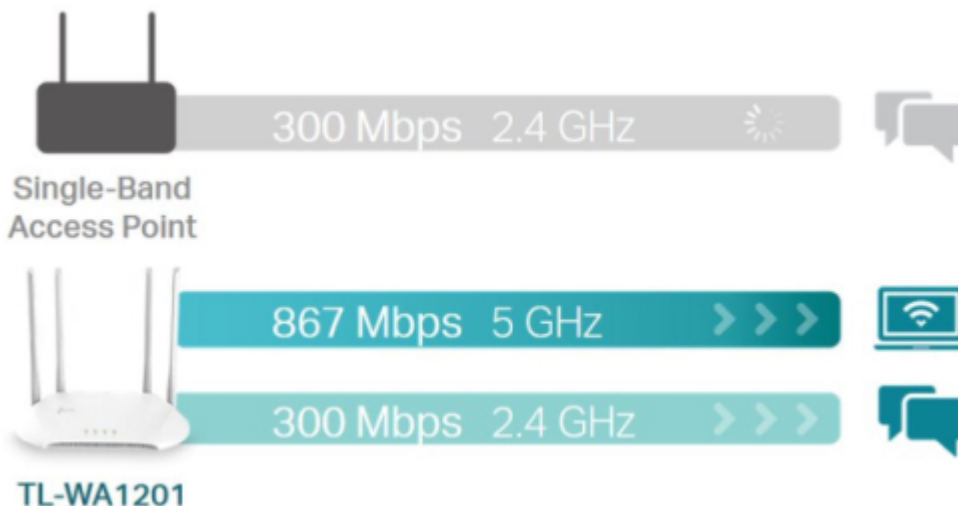 300 Mbps 2.4 GHz
Single-Band
Access Point
867 Mbps 5 GHz
300 Mbps 2.4 GHz
TL-WA1201